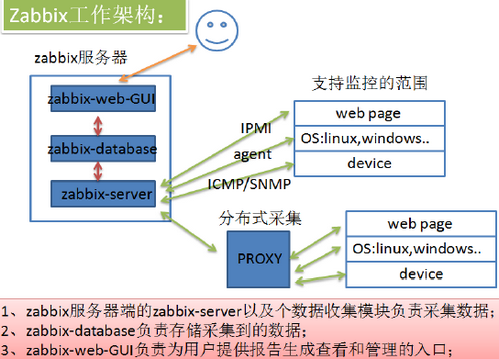 Zabbix工作架构：
zabbix服务器
支持监控的范围
zabbix-web-GUI
zabbix-database
zabbix-server
IPMI
agent
ICMP/SNMP
web page
OS:linux,windows..
device
分布式采集
PROXY
web page
OS:linux,windows..
device
1、zabbix服务器端的zabbix-server以及个数据收集模块负责采集数据；
2、zabbix-database负责存储采集到的数据；
3、zabbix-web-GUI负责为用户提供报告生成查看和管理的入口；